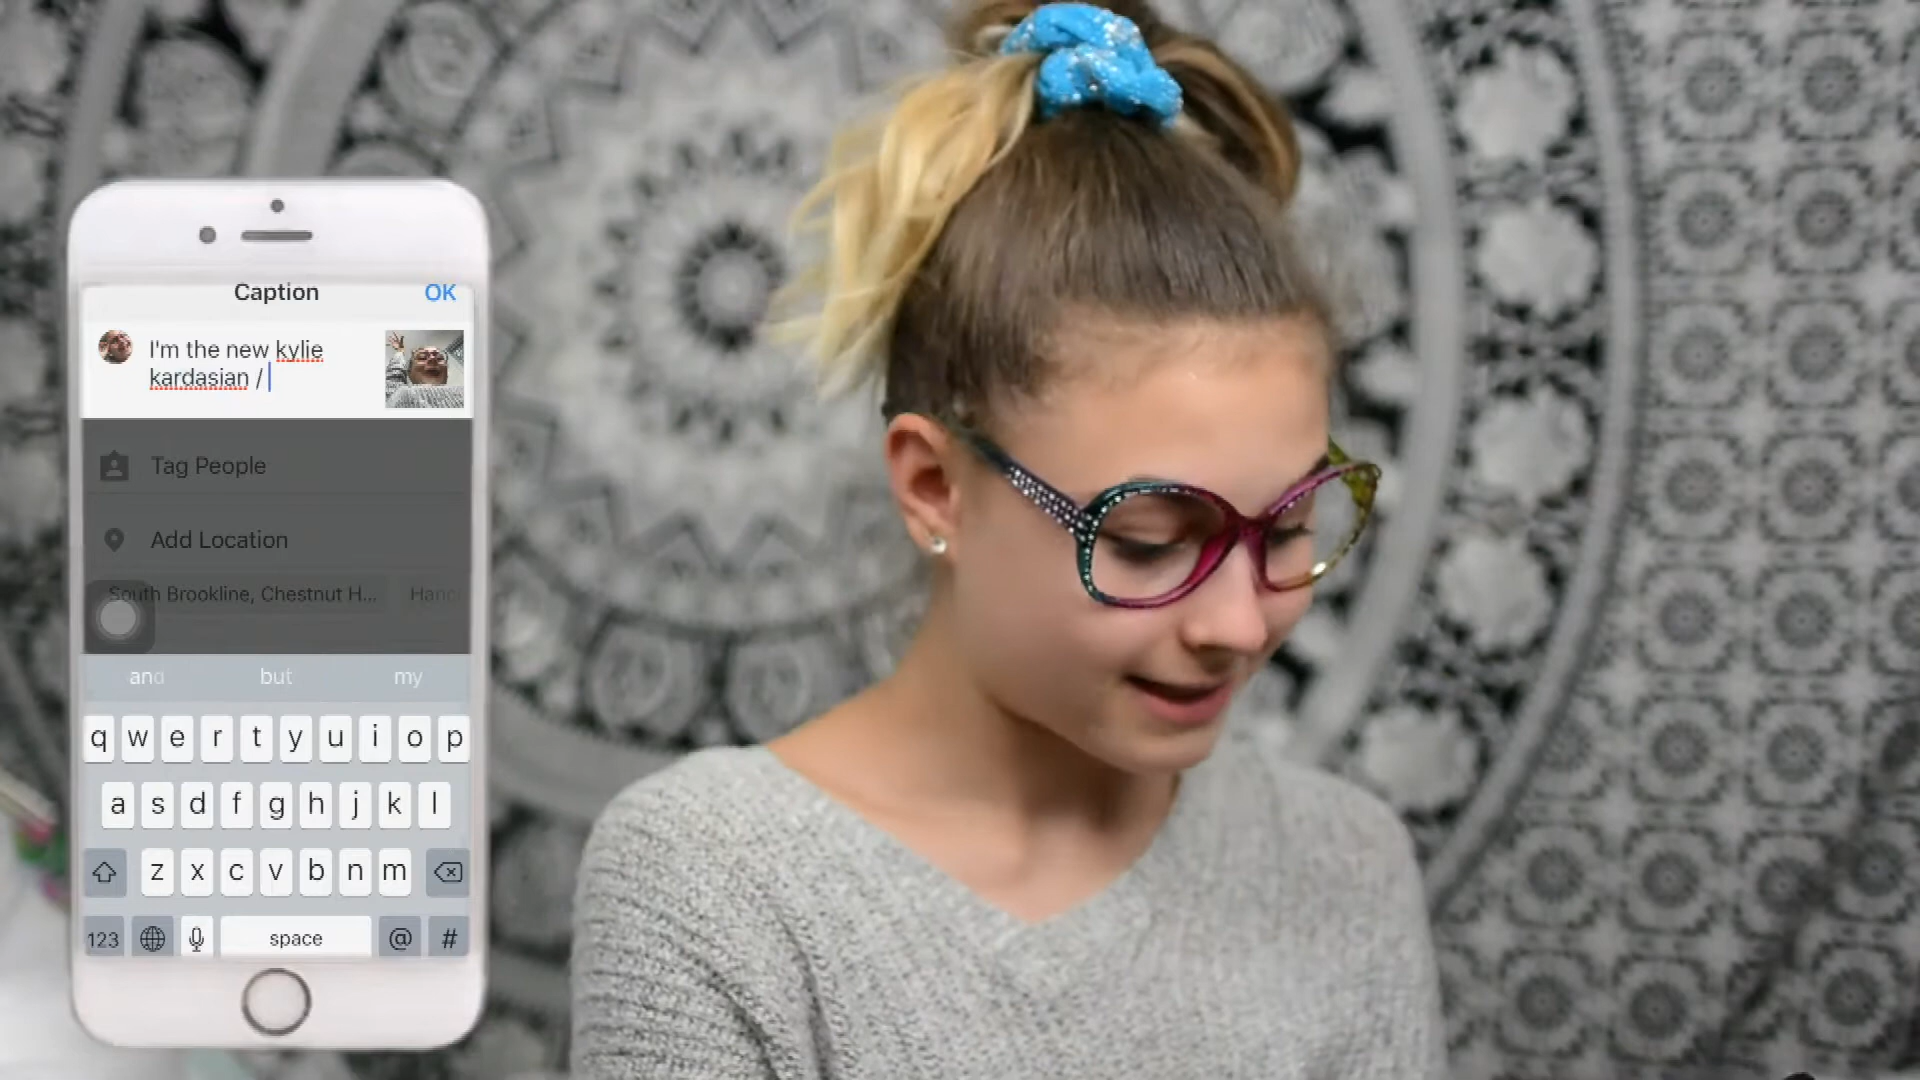 Caption OK
I'm the new kylie
kardasian /
Tag People
Add Location
South Brookline, Chestnut H...
and but my
q w e r t y u i o p
a s d f g h j k l
z x c v b n m
123 space @ #